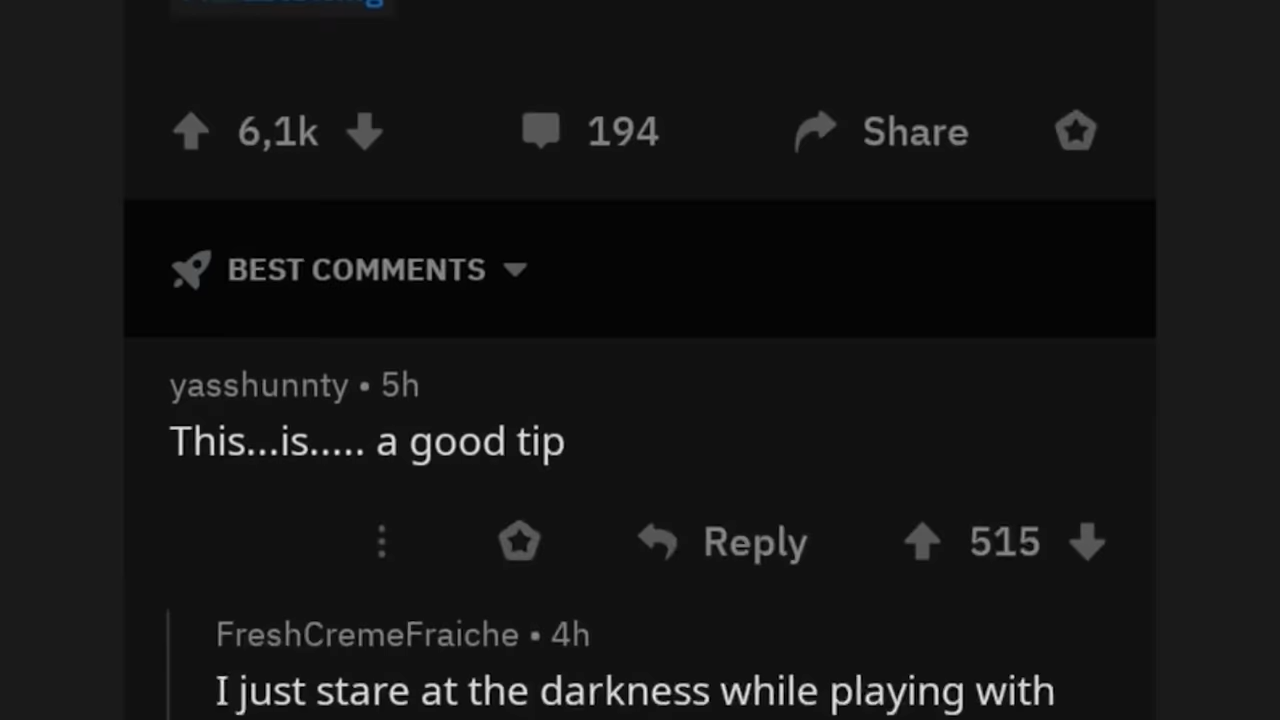 6,1k 194 Share
BEST COMMENTS
yasshunnty • 5h
This...is..... a good tip
Reply 515
FreshCremeFraiche • 4h
I just stare at the darkness while playing with